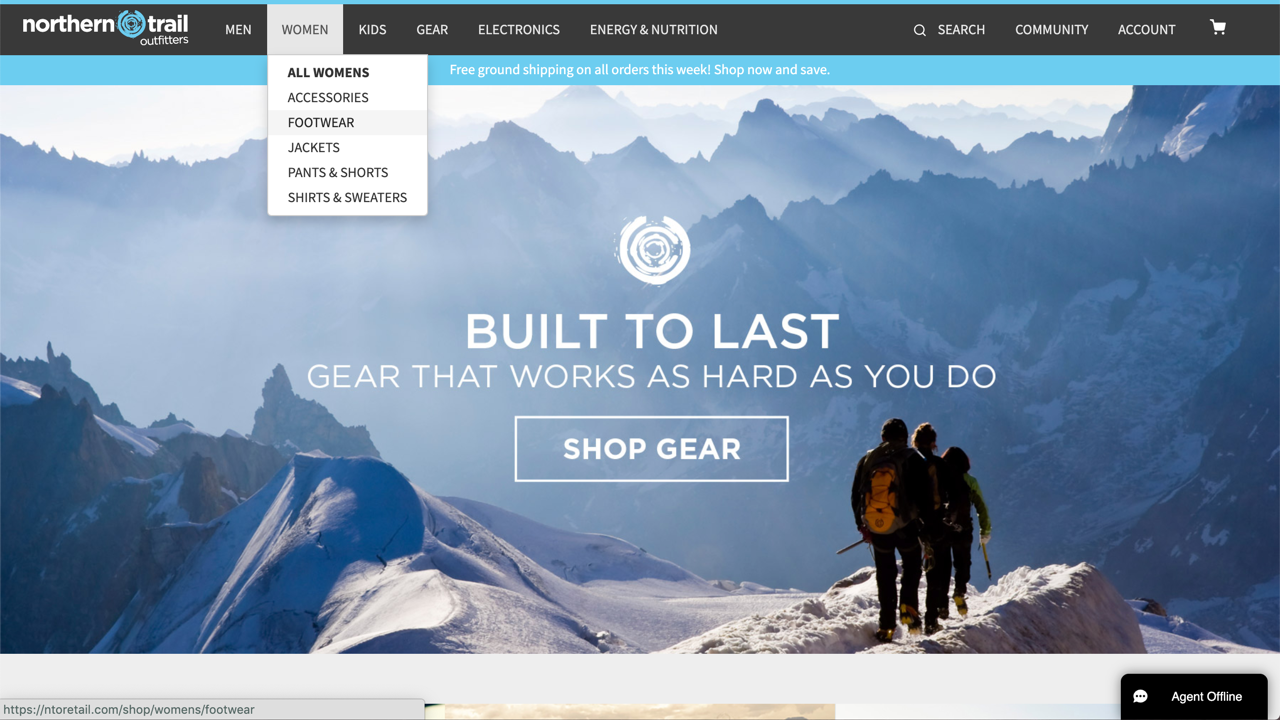 northern trail
outfitters
MEN
WOMEN
KIDS
GEAR
ELECTRONICS
ENERGY & NUTRITION
SEARCH
COMMUNITY
ACCOUNT
ALL WOMENS
ACCESSORIES
FOOTWEAR
JACKETS
PANTS & SHORTS
SHIRTS & SWEATERS
Free ground shipping on all orders this week! Shop now and save.
BUILT TO LAST
GEAR THAT WORKS AS HARD AS YOU DO
SHOP GEAR
Agent Offline
https://ntoretail.com/shop/womens/footwear